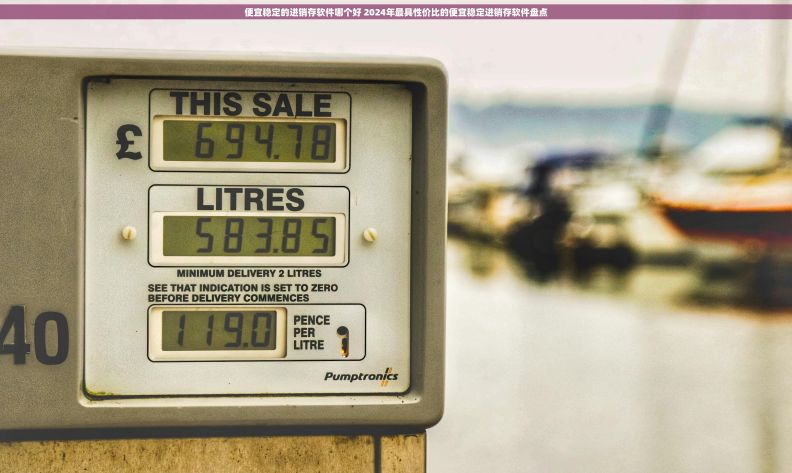 便宜稳定的进销存软件哪个好 2024年最具性价比的便宜稳定进销存软件盘点
THIS SALE
£ 694.78
LITRES
583.85
MINIMUM DELIVERY 2 LITRES
SEE THAT INDICATION IS SET TO ZERO
BEFORE DELIVERY COMMENCES
119.0
PENCE
PER
LITRE
40
Pumptronics